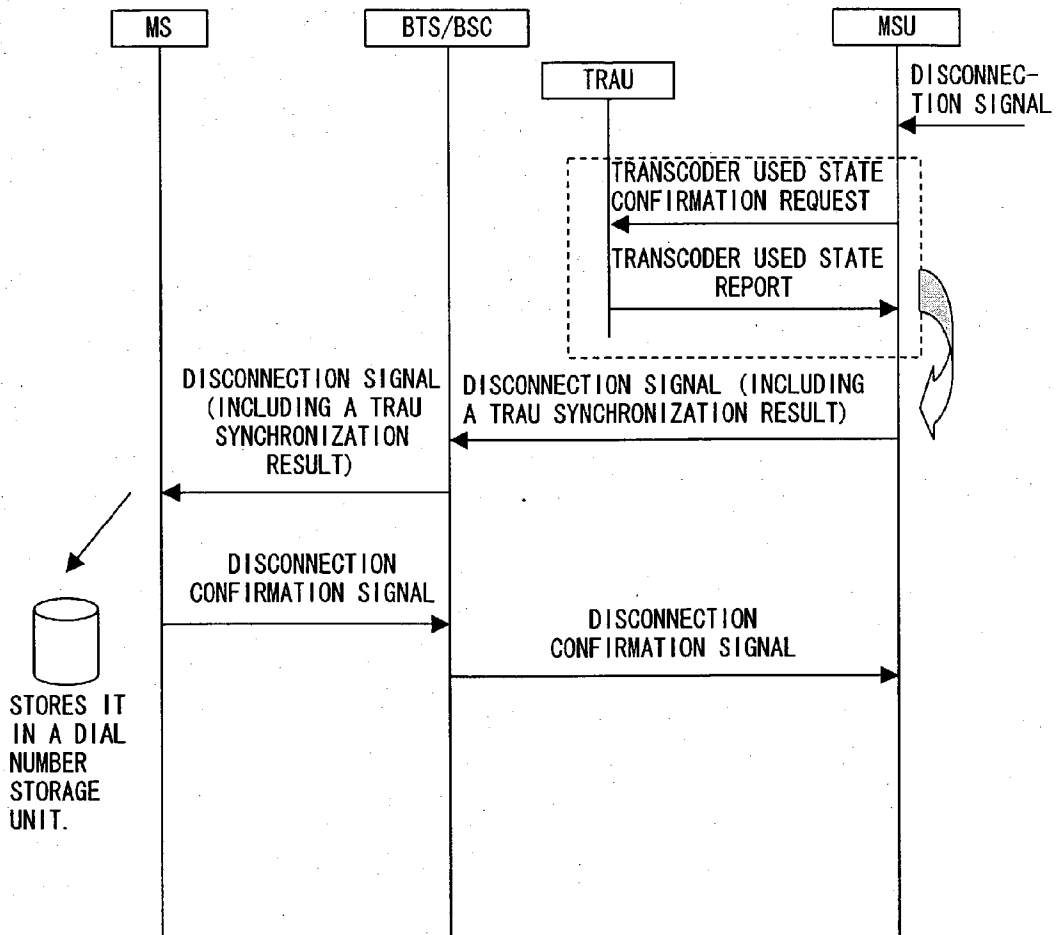 MS
BTS/BSC
MSU
TRAU
DISCONNEC-
TION SIGNAL
TRANSCODER USED STATE
CONFIRMATION REQUEST
TRANSCODER USED STATE
REPORT
DISCONNECTION SIGNAL
(INCLUDING A TRAU
SYNCHRONIZATION
RESULT)
DISCONNECTION SIGNAL (INCLUDING
A TRAU SYNCHRONIZATION RESULT)
DISCONNECTION
CONFIRMATION SIGNAL
DISCONNECTION
CONFIRMATION SIGNAL
STORES IT
IN A DIAL
NUMBER
STORAGE
UNIT.